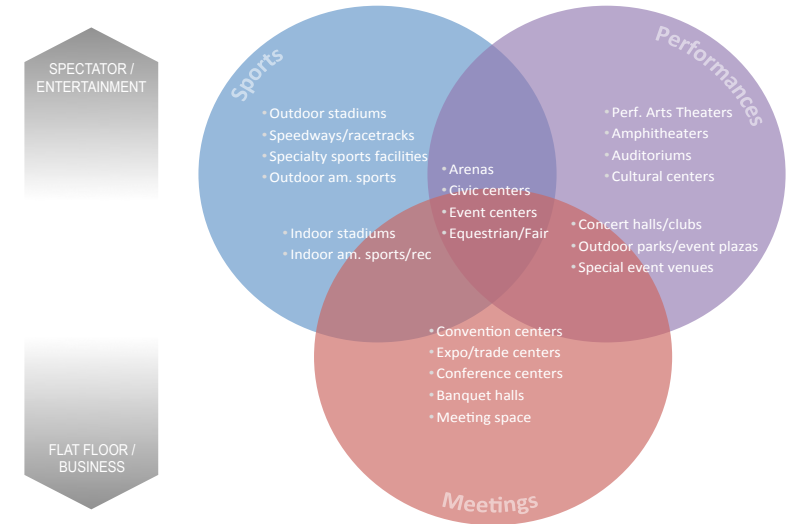 SPECTATOR /
ENTERTAINMENT
Sports
• Outdoor stadiums
• Speedways/racetracks
• Specialty sports facilities
• Outdoor am. sports
• Indoor stadiums
• Indoor am. sports/rec
• Arenas
• Civic centers
• Event centers
• Equestrian/Fair
Performances
• Perf. Arts Theaters
• Amphitheaters
• Auditoriums
• Cultural centers
• Concert halls/clubs
• Outdoor parks/event plazas
• Special event venues
• Convention centers
• Expo/trade centers
• Conference centers
• Banquet halls
• Meeting space
Meetings
FLAT FLOOR /
BUSINESS